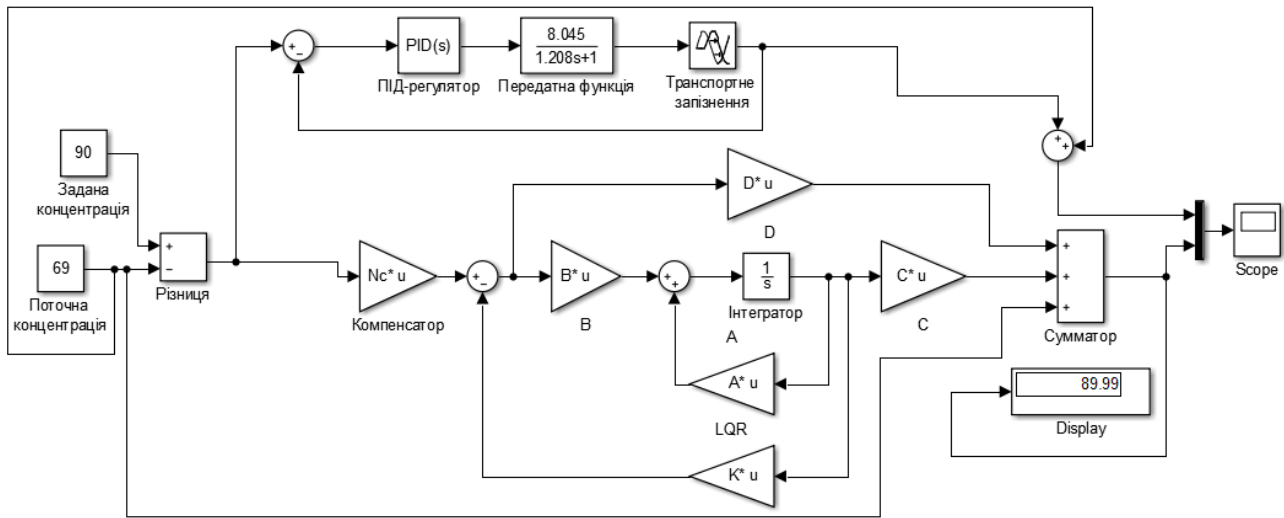 PID(s)
ПІД-регулятор
8.045
1.208s+1
Передатна функція
Транспортне
запізнення
90
Задана
концентрація
69
Поточна
концентрація
+
−
Різниця
+
−
+
+
Nc* u
Компенсатор
+
−
B* u
B
+
+
1
s
Інтегратор
D* u
D
C* u
C
A
A* u
LQR
K* u
+
+
+
Сумматор
89.99
Display
Scope